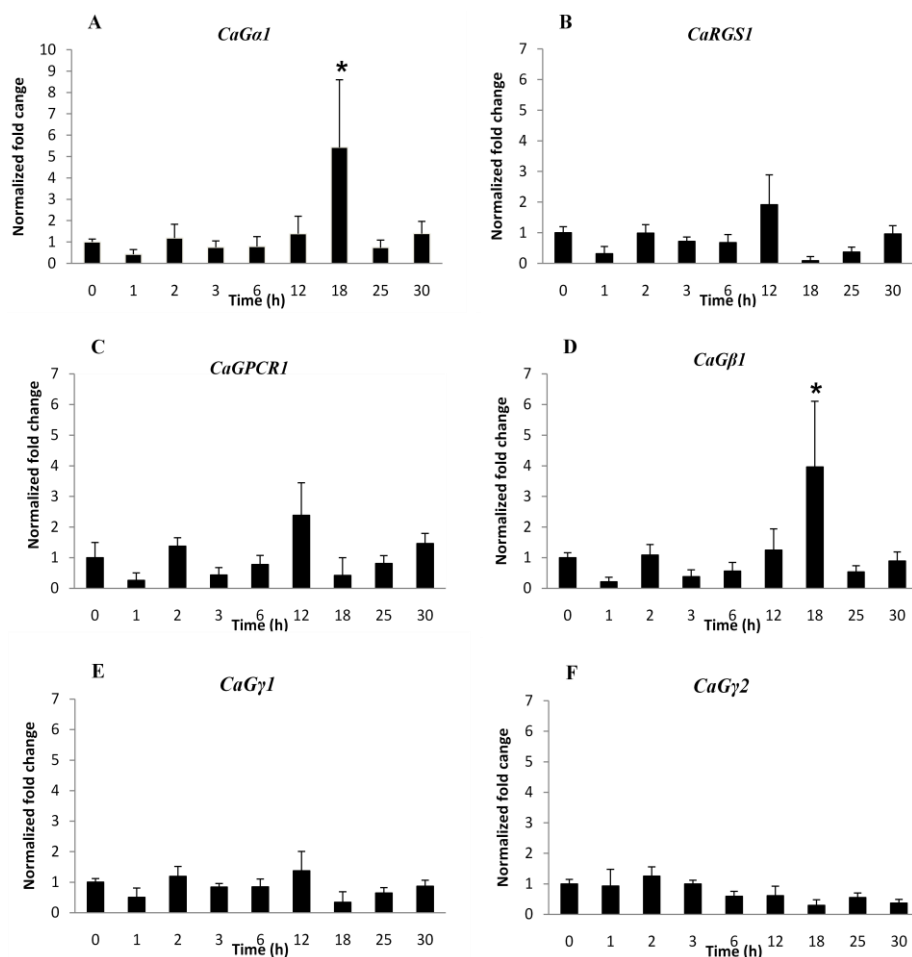 A
CaGα1
Normalized fold cange
10
9
8
7
6
5
4
3
2
1
0
*
0 1 2 3 6 12 18 25 30
Time (h)
B
CaRGS1
Normalized fold change
7
6
5
4
3
2
1
0
0 1 2 3 6 12 18 25 30
Time (h)
C
CaGPCR1
Normalized fold change
7
6
5
4
3
2
1
0
0 1 2 3 6 12 18 25 30
Time (h)
D
CaGβ1
Normalized fold change
7
6
5
4
3
2
1
0
*
0 1 2 3 6 12 18 25 30
Time (h)
E
CaGγ1
Normalized fold change
7
6
5
4
3
2
1
0
0 1 2 3 6 12 18 25 30
Time (h)
F
CaGγ2
Normalized fold cange
7
6
5
4
3
2
1
0
0 1 2 3 6 12 18 25 30
Time (h)